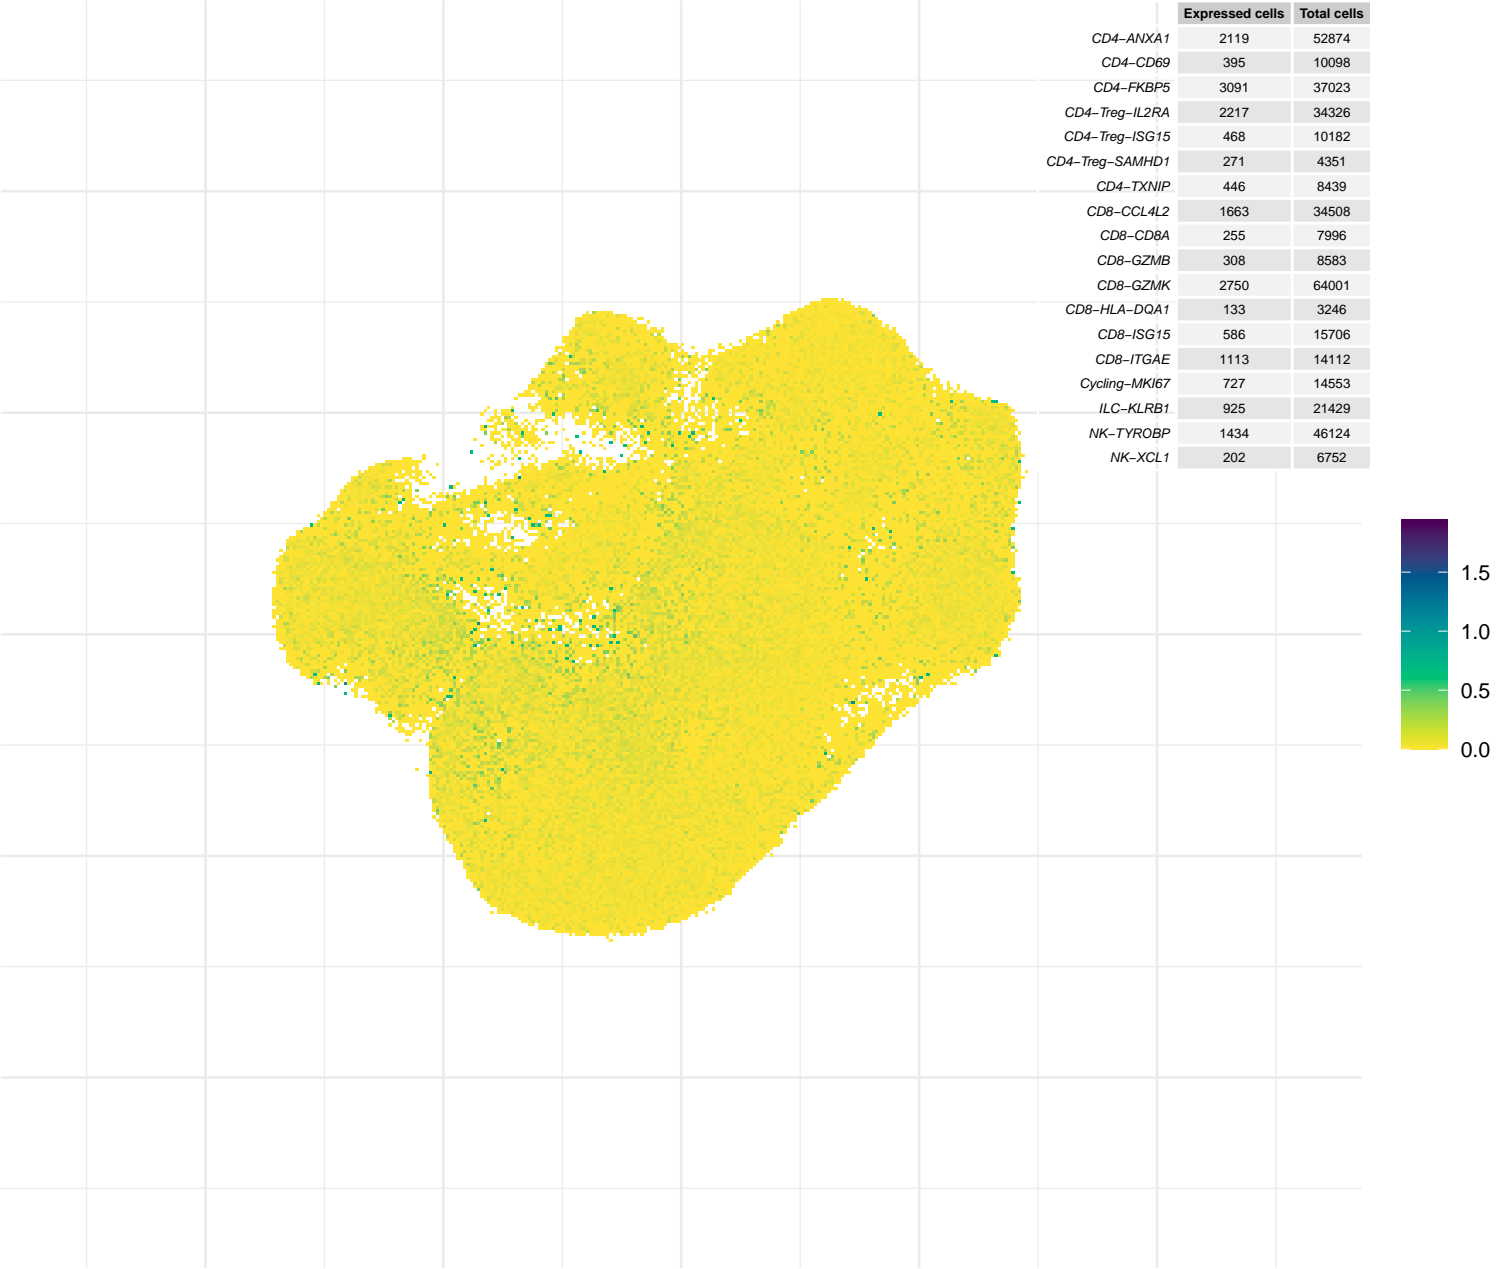 Expressed cells Total cells
CD4−ANXA1 2119 52874
CD4−CD69 395 10098
CD4−FKBP5 3091 37023
CD4−Treg−IL2RA 2217 34326
CD4−Treg−ISG15 468 10182
CD4−Treg−SAMHD1 271 4351
CD4−TXNIP 446 8439
CD8−CCL4L2 1663 34508
CD8−CD8A 255 7996
CD8−GZMB 308 8583
CD8−GZMK 2750 64001
CD8−HLA−DQA1 133 3246
CD8−ISG15 586 15706
CD8−ITGAE 1113 14112
Cycling−MKI67 727 14553
ILC−KLRB1 925 21429
NK−TYROBP 1434 46124
NK−XCL1 202 6752
1.5
1.0
0.5
0.0